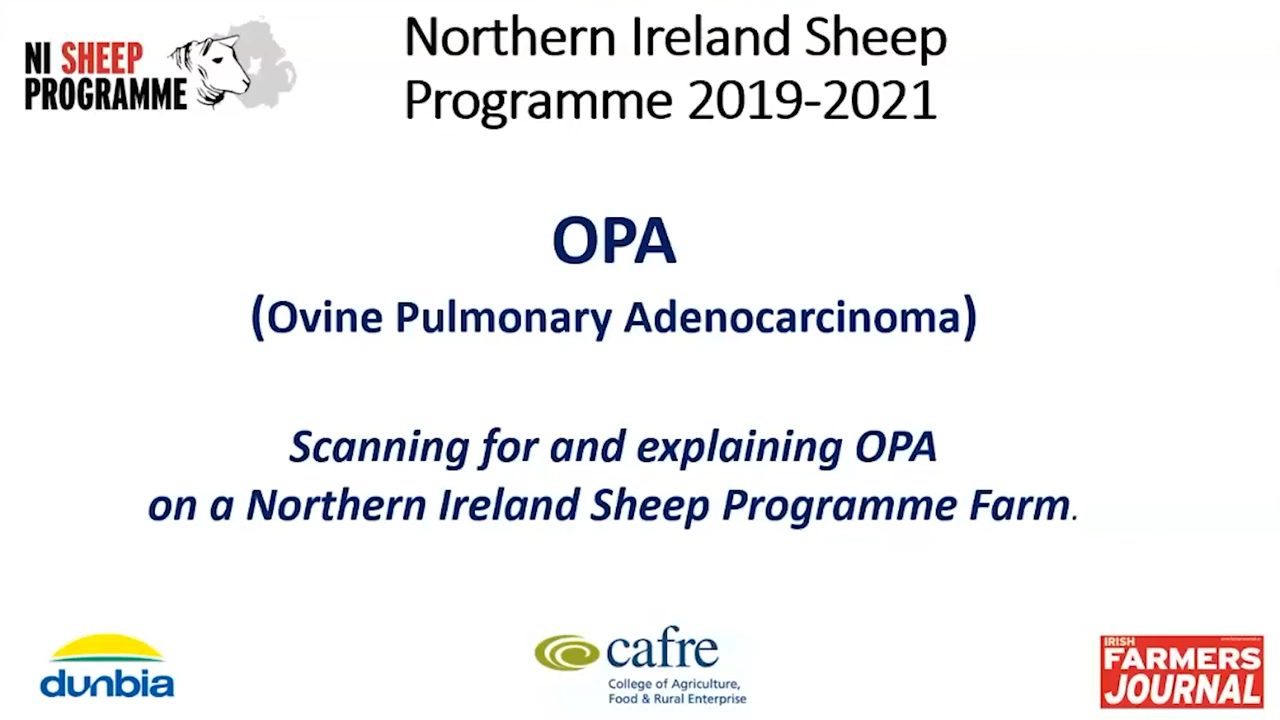 NI SHEEP
PROGRAMME
Northern Ireland Sheep
Programme 2019-2021
OPA
(Ovine Pulmonary Adenocarcinoma)
Scanning for and explaining OPA
on a Northern Ireland Sheep Programme Farm.
dunbia
cafre
College of Agriculture,
Food & Rural Enterprise
IRISH
FARMERS
JOURNAL